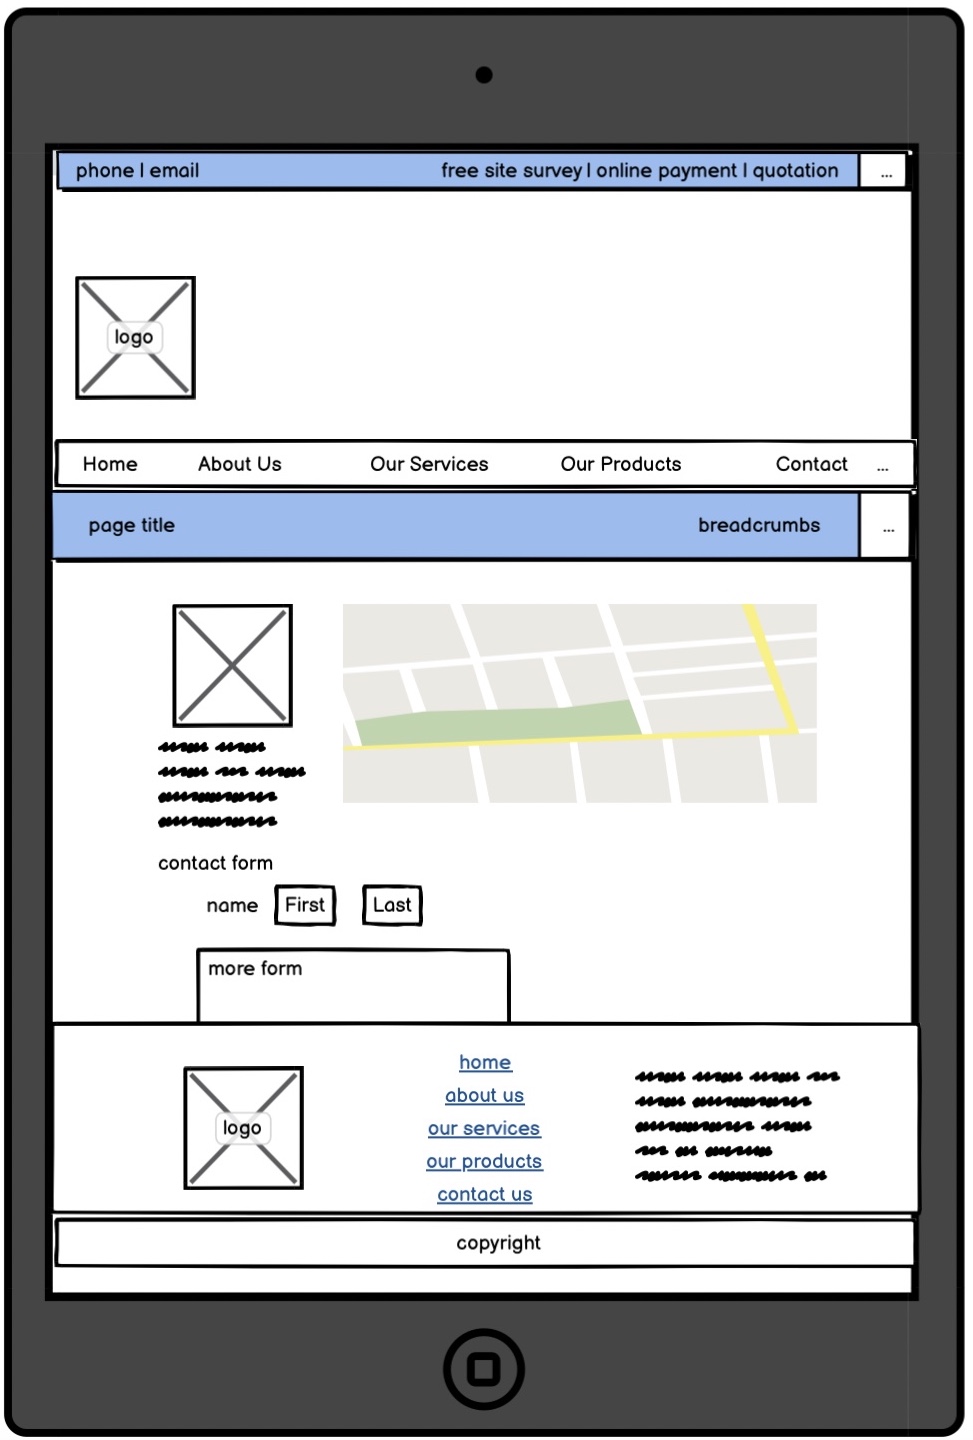 phone | email free site survey | online payment | quotation ...
logo
Home About Us Our Services Our Products Contact ...
page title breadcrumbs ...
contact form
name First Last
more form
home
about us
logo
our services
our products
contact us
copyright